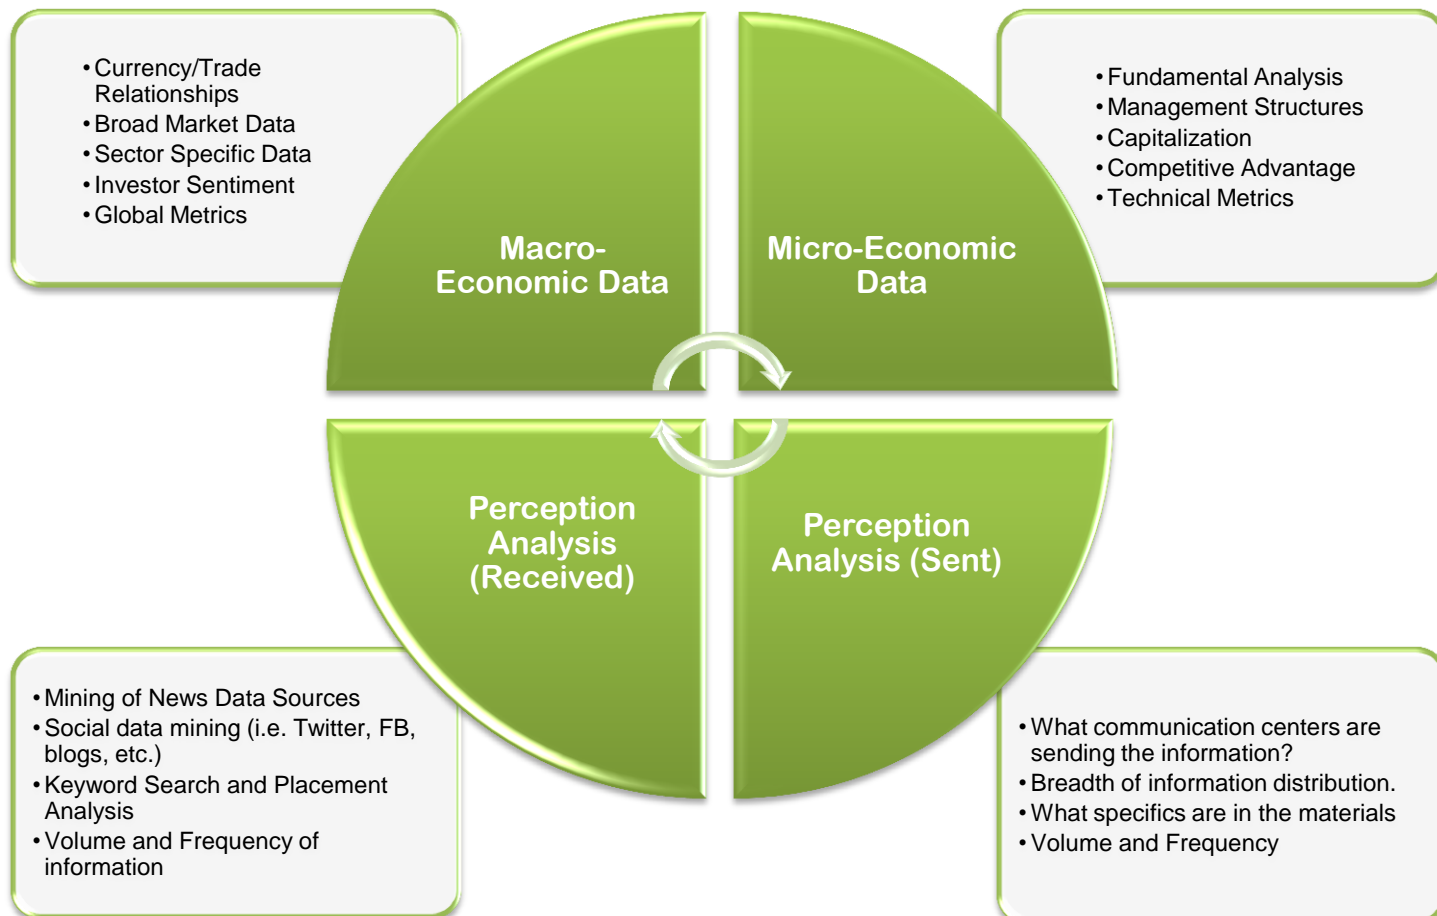 • Currency/Trade
Relationships
• Broad Market Data
• Sector Specific Data
• Investor Sentiment
• Global Metrics
• Fundamental Analysis
• Management Structures
• Capitalization
• Competitive Advantage
• Technical Metrics
Macro-
Economic Data
Micro-Economic
Data
Perception
Analysis
(Received)
Perception
Analysis (Sent)
• Mining of News Data Sources
• Social data mining (i.e. Twitter, FB,
blogs, etc.)
• Keyword Search and Placement
Analysis
• Volume and Frequency of
information
• What communication centers are
sending the information?
• Breadth of information distribution.
• What specifics are in the materials
• Volume and Frequency